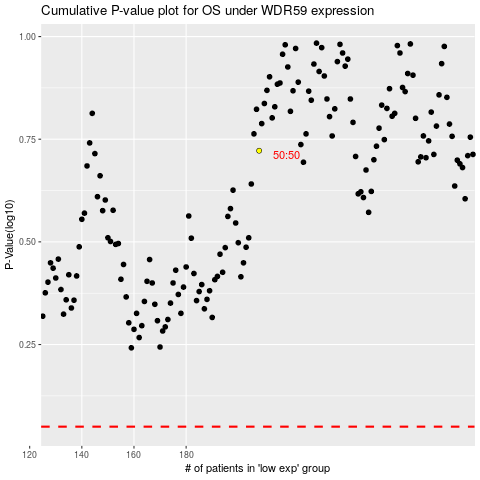 Cumulative P-value plot for OS under WDR59 expression
P-Value(log10)
1.00
0.75
0.50
0.25
50:50
120 140 160 180
# of patients in 'low exp' group